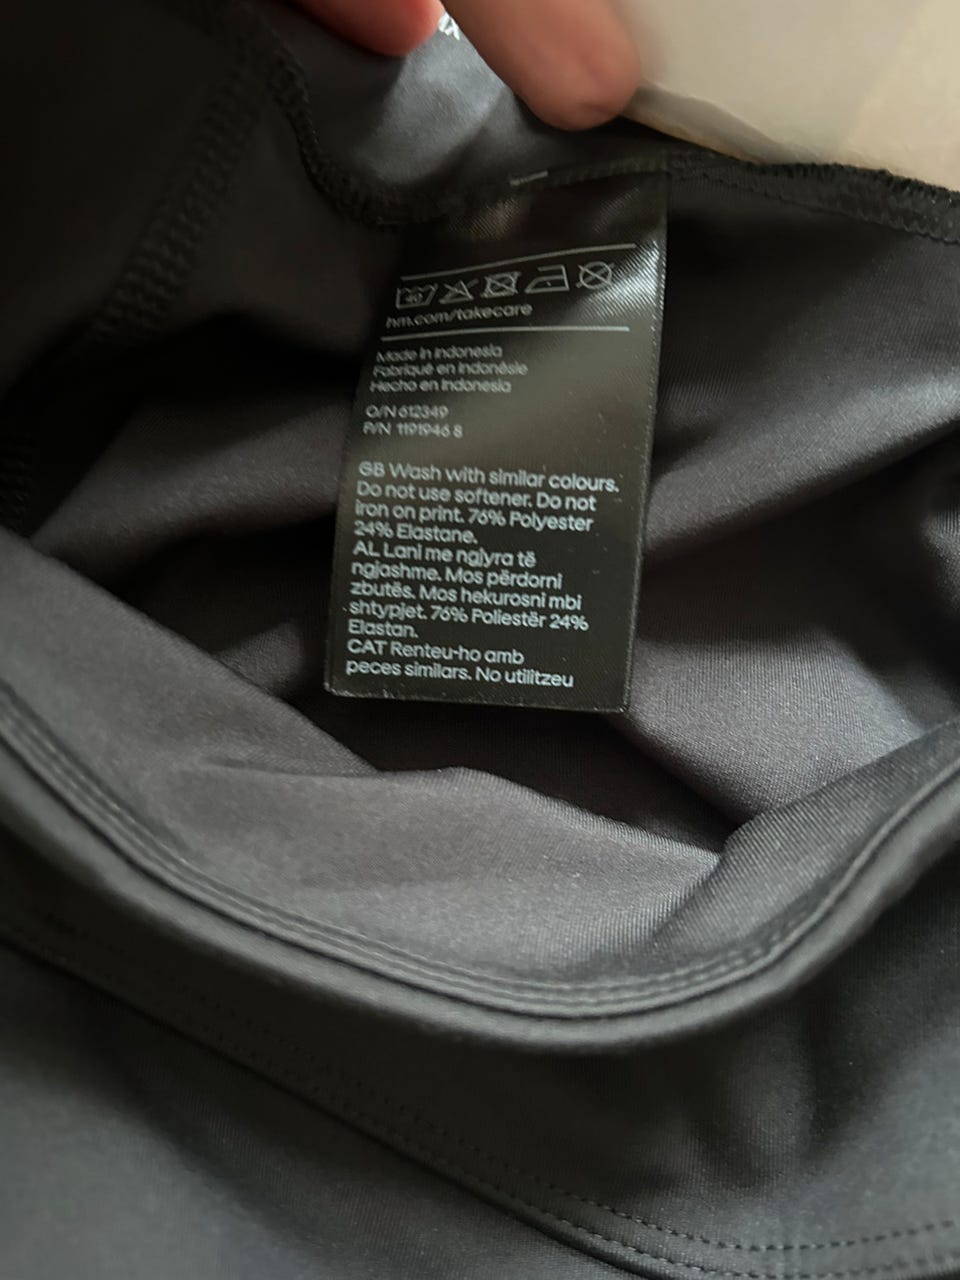 40
hm.com/takecare
Made in Indonesia
Fabriqué en Indonésie
Hecho en Indonesia
O/N 612349
P/N 1191946 8
GB Wash with similar colours.
Do not use softener. Do not
iron on print. 76% Polyester
24% Elastane.
AL Lani me ngjyra të
ngjashme. Mos përdorni
zbutës. Mos hekurosni mbi
shtypjet. 76% Poliestër 24%
Elastan.
CAT Renteu-ho amb
peces similars. No utilitzeu